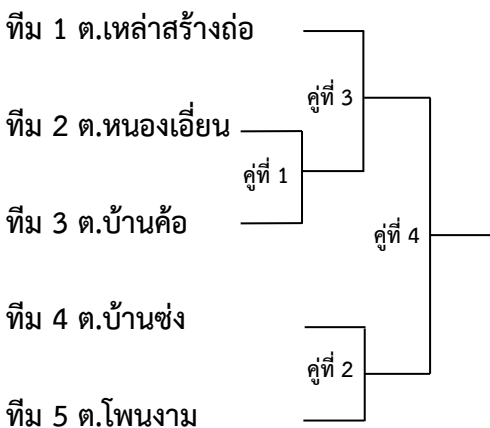 ทีม 1 ต.เหล่าสร้างถ่อ
คู่ที่ 3
ทีม 2 ต.หนองเอี่ยน
คู่ที่ 1
ทีม 3 ต.บ้านค้อ
คู่ที่ 4
ทีม 4 ต.บ้านซ่ง
คู่ที่ 2
ทีม 5 ต.โพนงาม